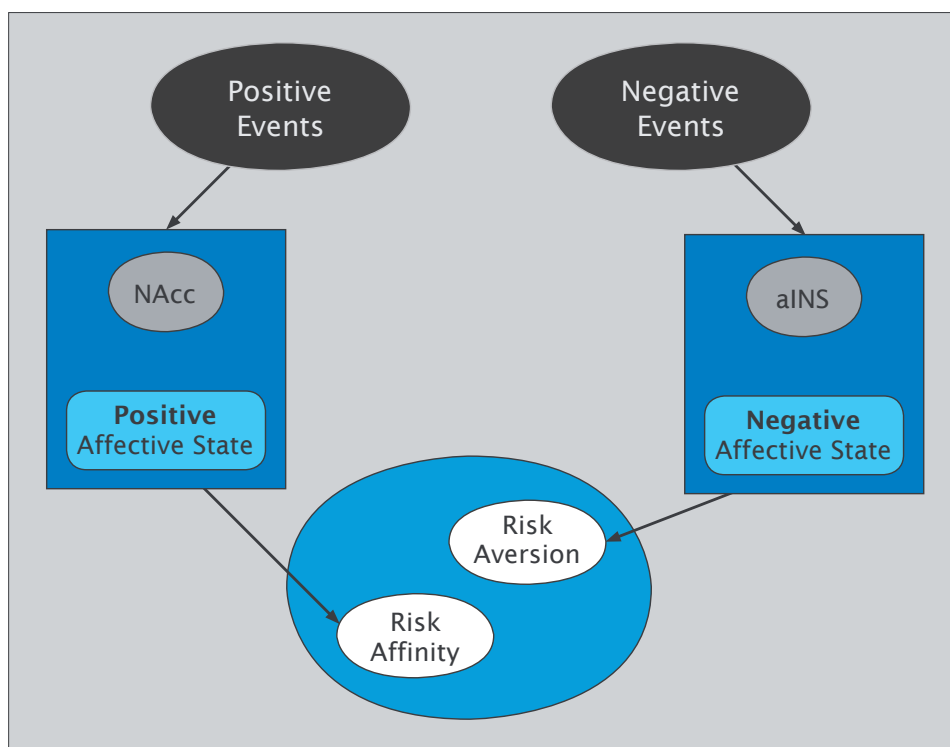 Positive
Events
Negative
Events
NAcc
aINS
Positive
Affective State
Negative
Affective State
Risk
Aversion
Risk
Affinity